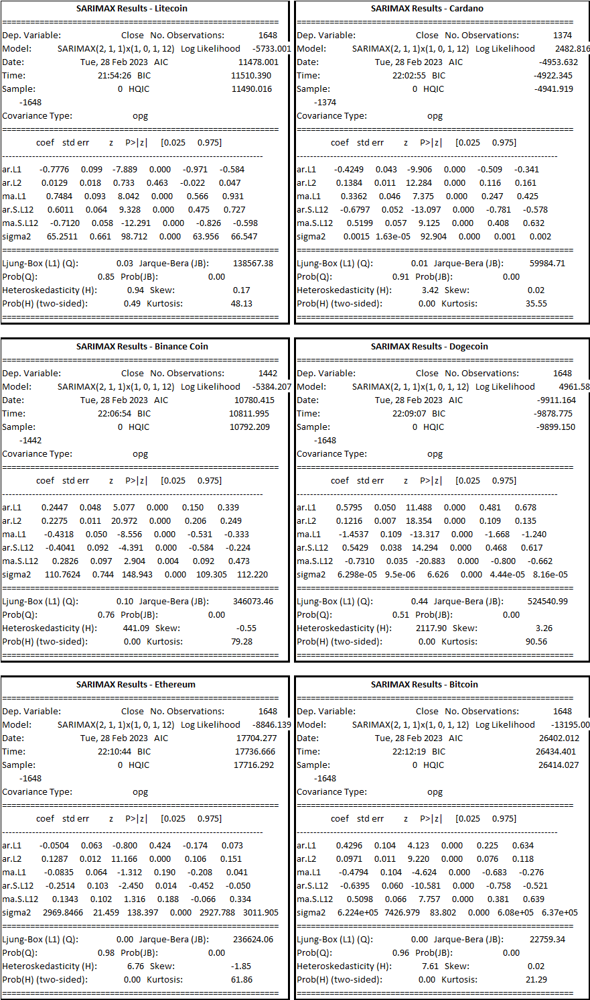 SARIMAX Results - Litecoin
==========================================================
Dep. Variable: Close No. Observations: 1648
Model: SARIMAX(2, 1, 1)x(1, 0, 1, 12) Log Likelihood -5733.001
Date: Tue, 28 Feb 2023 AIC 11478.001
Time: 21:54:26 BIC 11510.390
Sample: 0 HQIC 11490.016
-1648
Covariance Type: opg
==========================================================
coef std err z P>|z| [0.025 0.975]
------------------------------------------------------------------------------
ar.L1 -0.7776 0.099 -7.889 0.000 -0.971 -0.584
ar.L2 0.0129 0.018 0.733 0.463 -0.022 0.047
ma.L1 0.7484 0.093 8.042 0.000 0.566 0.931
ar.S.L12 0.6011 0.064 9.328 0.000 0.475 0.727
ma.S.L12 -0.7120 0.058 -12.291 0.000 -0.826 -0.598
sigma2 65.2511 0.661 98.712 0.000 63.956 66.547
==========================================================
Ljung-Box (L1) (Q): 0.03 Jarque-Bera (JB): 138567.38
Prob(Q): 0.85 Prob(JB): 0.00
Heteroskedasticity (H): 0.94 Skew: 0.17
Prob(H) (two-sided): 0.49 Kurtosis: 48.13
==========================================================
SARIMAX Results - Cardano
==========================================================
Dep. Variable: Close No. Observations: 1374
Model: SARIMAX(2, 1, 1)x(1, 0, 1, 12) Log Likelihood 2482.816
Date: Tue, 28 Feb 2023 AIC -4953.632
Time: 22:02:55 BIC -4922.345
Sample: 0 HQIC -4941.919
-1374
Covariance Type: opg
==========================================================
coef std err z P>|z| [0.025 0.975]
------------------------------------------------------------------------------
ar.L1 -0.4249 0.043 -9.906 0.000 -0.509 -0.341
ar.L2 0.1384 0.011 12.284 0.000 0.116 0.161
ma.L1 0.3362 0.046 7.375 0.000 0.247 0.425
ar.S.L12 -0.6797 0.052 -13.097 0.000 -0.781 -0.578
ma.S.L12 0.5199 0.057 9.125 0.000 0.408 0.632
sigma2 0.0015 1.63e-05 92.904 0.000 0.001 0.002
==========================================================
Ljung-Box (L1) (Q): 0.01 Jarque-Bera (JB): 59984.71
Prob(Q): 0.91 Prob(JB): 0.00
Heteroskedasticity (H): 3.42 Skew: 0.02
Prob(H) (two-sided): 0.00 Kurtosis: 35.55
==========================================================
SARIMAX Results - Binance Coin
==========================================================
Dep. Variable: Close No. Observations: 1442
Model: SARIMAX(2, 1, 1)x(1, 0, 1, 12) Log Likelihood -5384.207
Date: Tue, 28 Feb 2023 AIC 10780.415
Time: 22:06:54 BIC 10811.995
Sample: 0 HQIC 10792.209
-1442
Covariance Type: opg
==========================================================
coef std err z P>|z| [0.025 0.975]
------------------------------------------------------------------------------
ar.L1 0.2447 0.048 5.077 0.000 0.150 0.339
ar.L2 0.2275 0.011 20.972 0.000 0.206 0.249
ma.L1 -0.4318 0.050 -8.556 0.000 -0.531 -0.333
ar.S.L12 -0.4041 0.092 -4.391 0.000 -0.584 -0.224
ma.S.L12 0.2826 0.097 2.904 0.004 0.092 0.473
sigma2 110.7624 0.744 148.943 0.000 109.305 112.220
==========================================================
Ljung-Box (L1) (Q): 0.10 Jarque-Bera (JB): 346073.46
Prob(Q): 0.76 Prob(JB): 0.00
Heteroskedasticity (H): 441.09 Skew: -0.55
Prob(H) (two-sided): 0.00 Kurtosis: 79.28
==========================================================
SARIMAX Results - Dogecoin
==========================================================
Dep. Variable: Close No. Observations: 1648
Model: SARIMAX(2, 1, 1)x(1, 0, 1, 12) Log Likelihood 4961.58
Date: Tue, 28 Feb 2023 AIC -9911.164
Time: 22:09:07 BIC -9878.775
Sample: 0 HQIC -9899.150
-1648
Covariance Type: opg
==========================================================
coef std err z P>|z| [0.025 0.975]
------------------------------------------------------------------------------
ar.L1 0.5795 0.050 11.488 0.000 0.481 0.678
ar.L2 0.1216 0.007 18.354 0.000 0.109 0.135
ma.L1 -1.4537 0.109 -13.317 0.000 -1.668 -1.240
ar.S.L12 0.5429 0.038 14.294 0.000 0.468 0.617
ma.S.L12 -0.7310 0.035 -20.883 0.000 -0.800 -0.662
sigma2 6.298e-05 9.5e-06 6.626 0.000 4.44e-05 8.16e-05
==========================================================
Ljung-Box (L1) (Q): 0.44 Jarque-Bera (JB): 524540.99
Prob(Q): 0.51 Prob(JB): 0.00
Heteroskedasticity (H): 2117.90 Skew: 3.26
Prob(H) (two-sided): 0.00 Kurtosis: 90.56
==========================================================
SARIMAX Results - Ethereum
==========================================================
Dep. Variable: Close No. Observations: 1648
Model: SARIMAX(2, 1, 1)x(1, 0, 1, 12) Log Likelihood -8846.139
Date: Tue, 28 Feb 2023 AIC 17704.277
Time: 22:10:44 BIC 17736.666
Sample: 0 HQIC 17716.292
-1648
Covariance Type: opg
==========================================================
coef std err z P>|z| [0.025 0.975]
------------------------------------------------------------------------------
ar.L1 -0.0504 0.063 -0.800 0.424 -0.174 0.073
ar.L2 0.1287 0.012 11.166 0.000 0.106 0.151
ma.L1 -0.0835 0.064 -1.312 0.190 -0.208 0.041
ar.S.L12 -0.2514 0.103 -2.450 0.014 -0.452 -0.050
ma.S.L12 0.1343 0.102 1.316 0.188 -0.066 0.334
sigma2 2969.8466 21.459 138.397 0.000 2927.788 3011.905
==========================================================
Ljung-Box (L1) (Q): 0.00 Jarque-Bera (JB): 236624.06
Prob(Q): 0.98 Prob(JB): 0.00
Heteroskedasticity (H): 6.76 Skew: -1.85
Prob(H) (two-sided): 0.00 Kurtosis: 61.86
==========================================================
SARIMAX Results - Bitcoin
==========================================================
Dep. Variable: Close No. Observations: 1648
Model: SARIMAX(2, 1, 1)x(1, 0, 1, 12) Log Likelihood -13195.00
Date: Tue, 28 Feb 2023 AIC 26402.012
Time: 22:12:19 BIC 26434.401
Sample: 0 HQIC 26414.027
-1648
Covariance Type: opg
==========================================================
coef std err z P>|z| [0.025 0.975]
------------------------------------------------------------------------------
ar.L1 0.4296 0.104 4.123 0.000 0.225 0.634
ar.L2 0.0971 0.011 9.220 0.000 0.076 0.118
ma.L1 -0.4794 0.104 -4.624 0.000 -0.683 -0.276
ar.S.L12 -0.6395 0.060 -10.581 0.000 -0.758 -0.521
ma.S.L12 0.5098 0.066 7.757 0.000 0.381 0.639
sigma2 6.224e+05 7426.979 83.802 0.000 6.08e+05 6.37e+05
==========================================================
Ljung-Box (L1) (Q): 0.00 Jarque-Bera (JB): 22759.34
Prob(Q): 0.96 Prob(JB): 0.00
Heteroskedasticity (H): 7.61 Skew: 0.02
Prob(H) (two-sided): 0.00 Kurtosis: 21.29
==========================================================